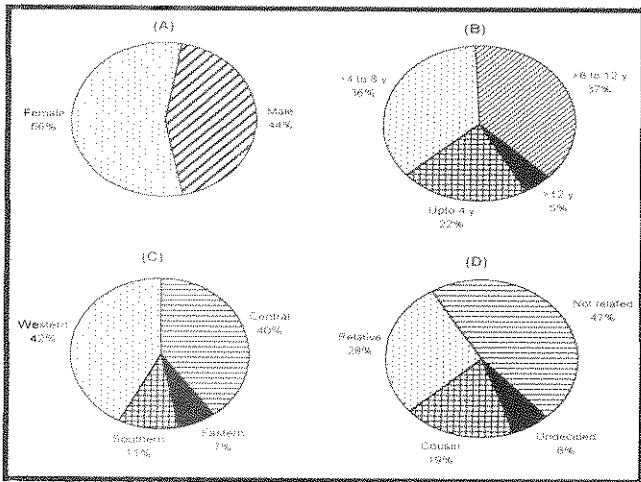 (A)
Female
56%
Male
44%
(B)
>4 to 8 y
36%
>8 to 12 y
37%
>12 y
5%
Upto 4 y
22%
(C)
Western
42%
Central
40%
Southern
11%
Eastern
7%
(D)
Relative
28%
Not related
47%
Cousin
19%
Undecided
6%